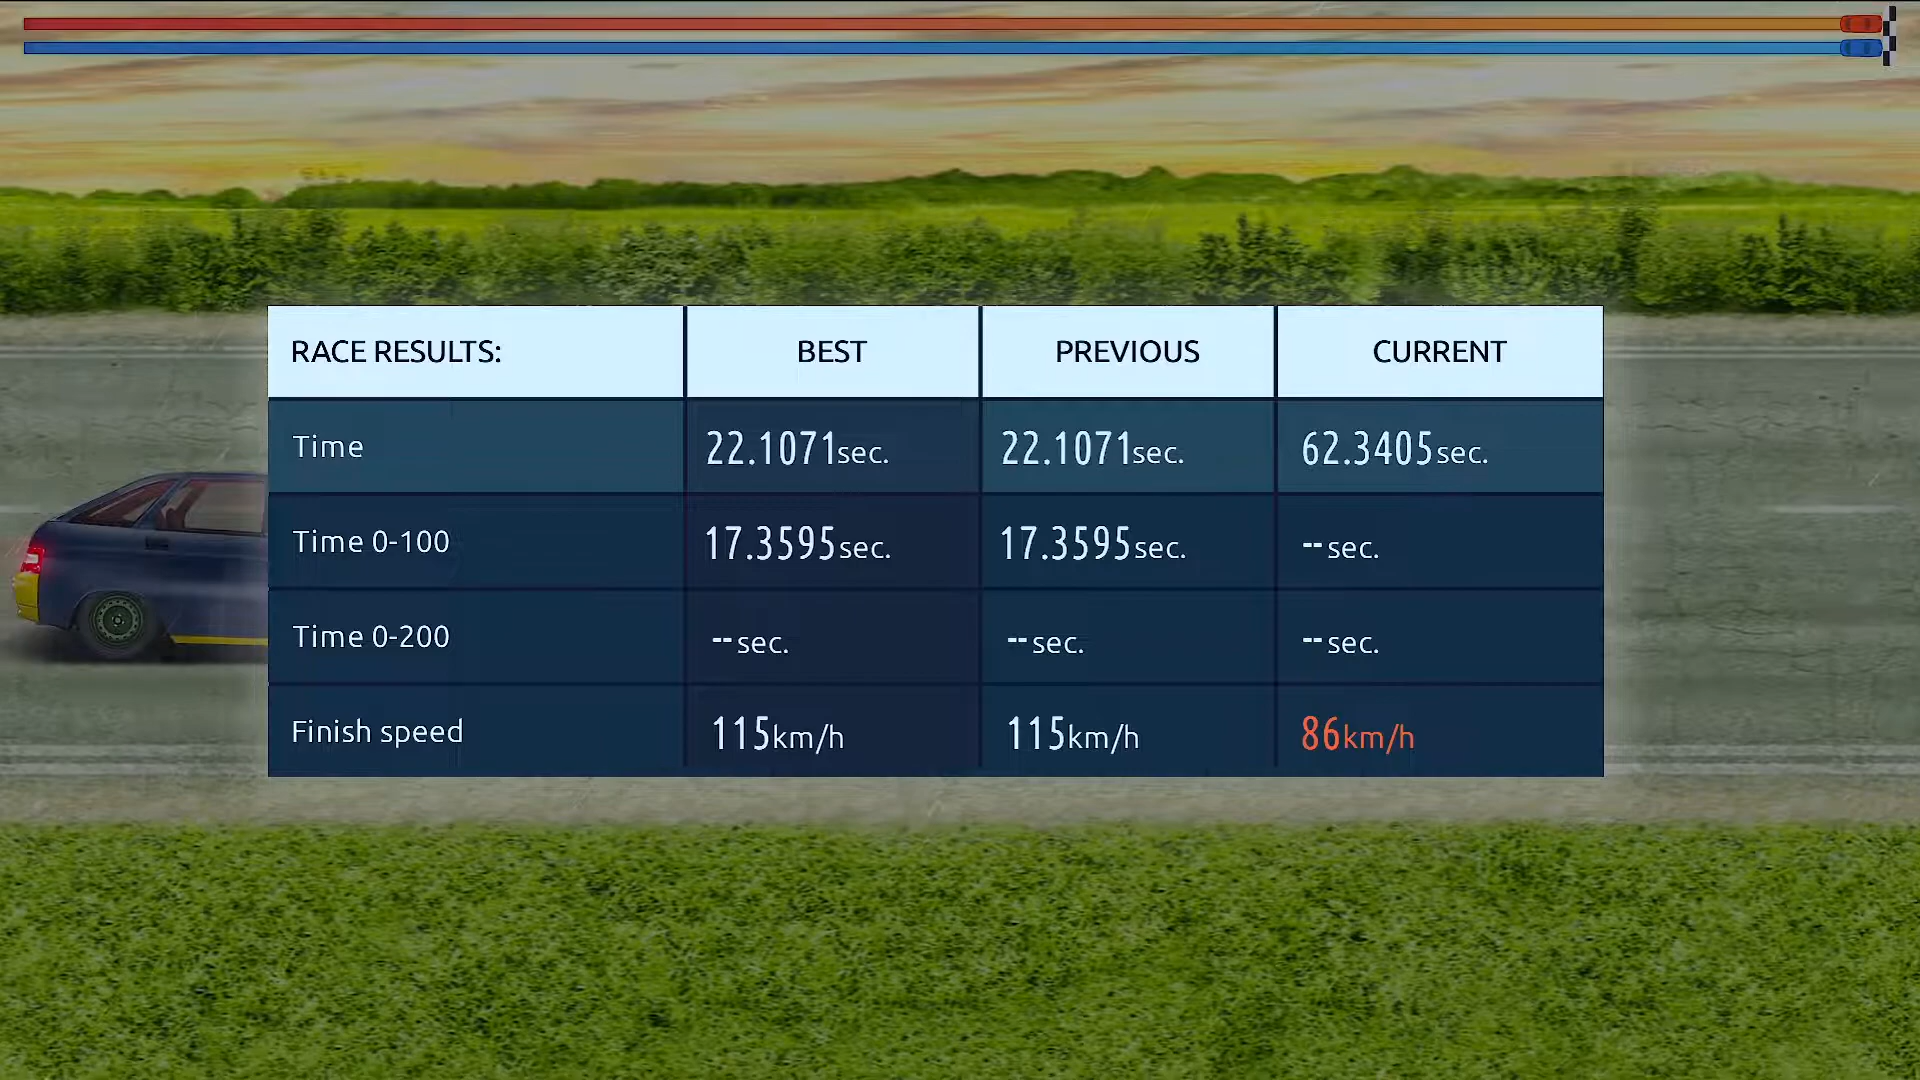 RACE RESULTS: BEST PREVIOUS CURRENT
Time 22.1071sec. 22.1071sec. 62.3405sec.
Time 0-100 17.3595sec. 17.3595sec. --sec.
Time 0-200 --sec. --sec. --sec.
Finish speed 115km/h 115km/h 86km/h